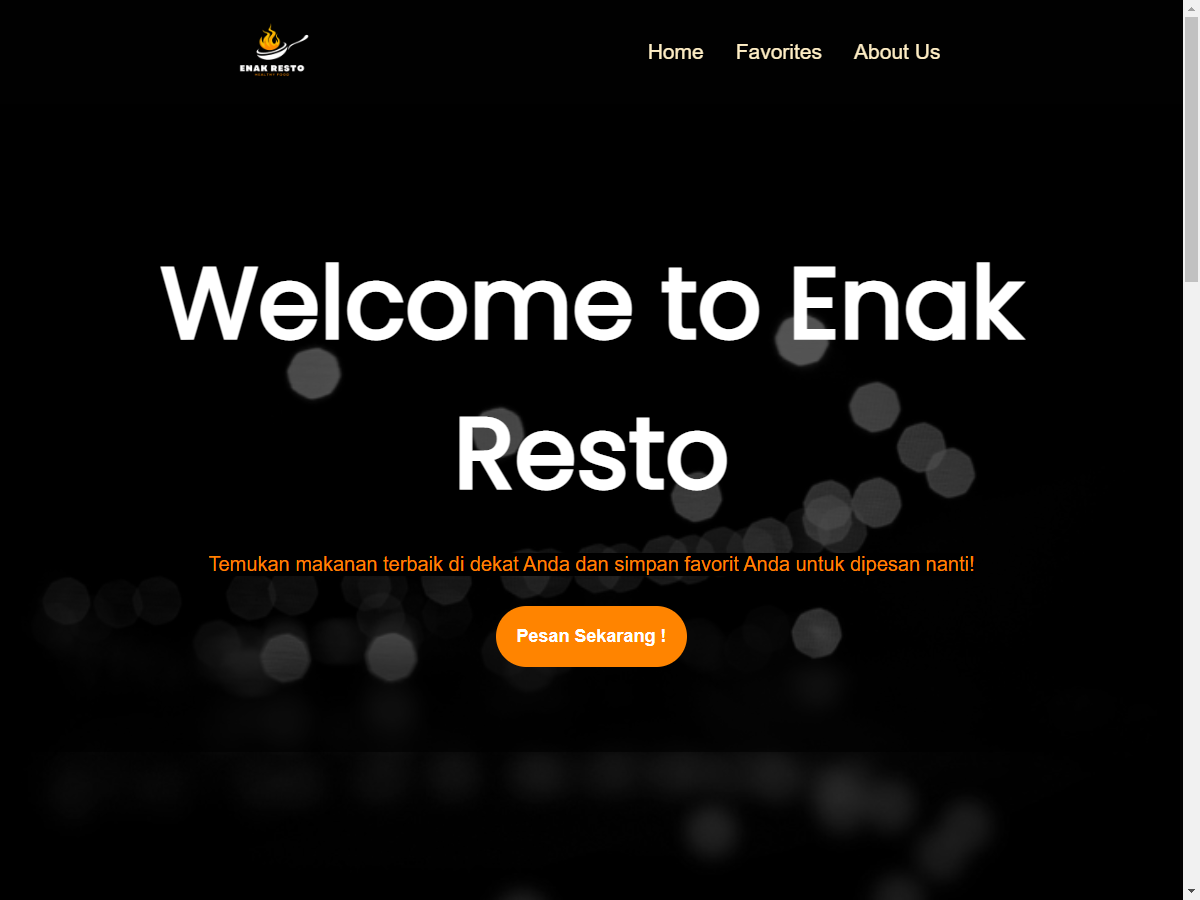 ENAK RESTO
HEALTHY FOOD
Home Favorites About Us
Welcome to Enak
Resto
Temukan makanan terbaik di dekat Anda dan simpan favorit Anda untuk dipesan nanti!
Pesan Sekarang !